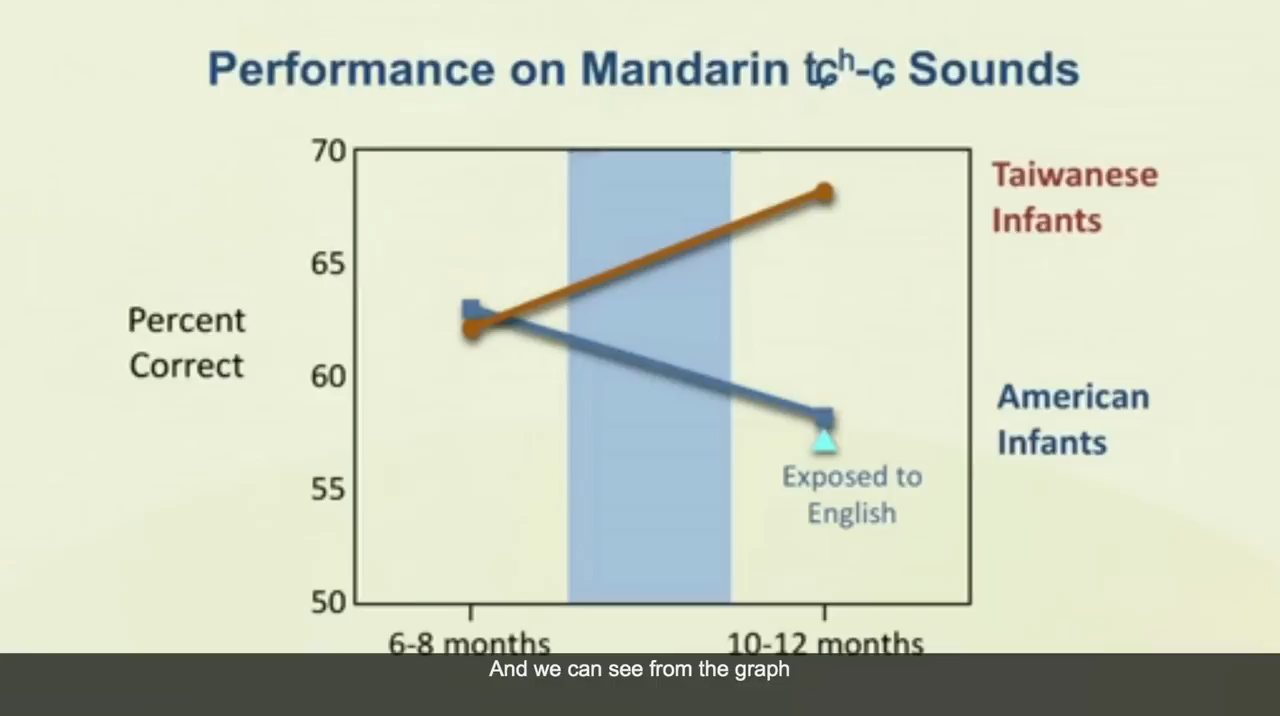 Performance on Mandarin tɕʰ-ɕ Sounds
70
65
60
55
50
Percent
Correct
Taiwanese
Infants
American
Infants
Exposed to
English
6-8 months
10-12 months
And we can see from the graph